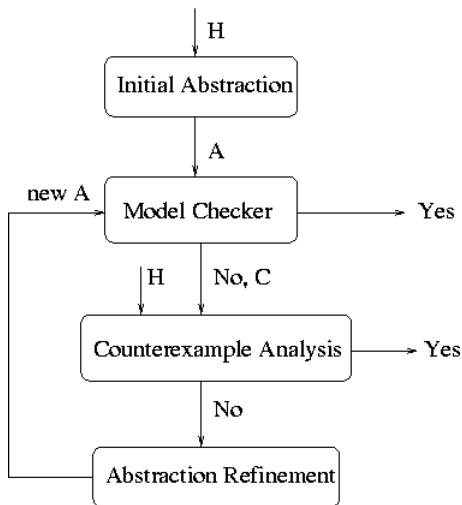 H
Initial Abstraction
A
new A
Model Checker
Yes
H
No, C
Counterexample Analysis
Yes
No
Abstraction Refinement